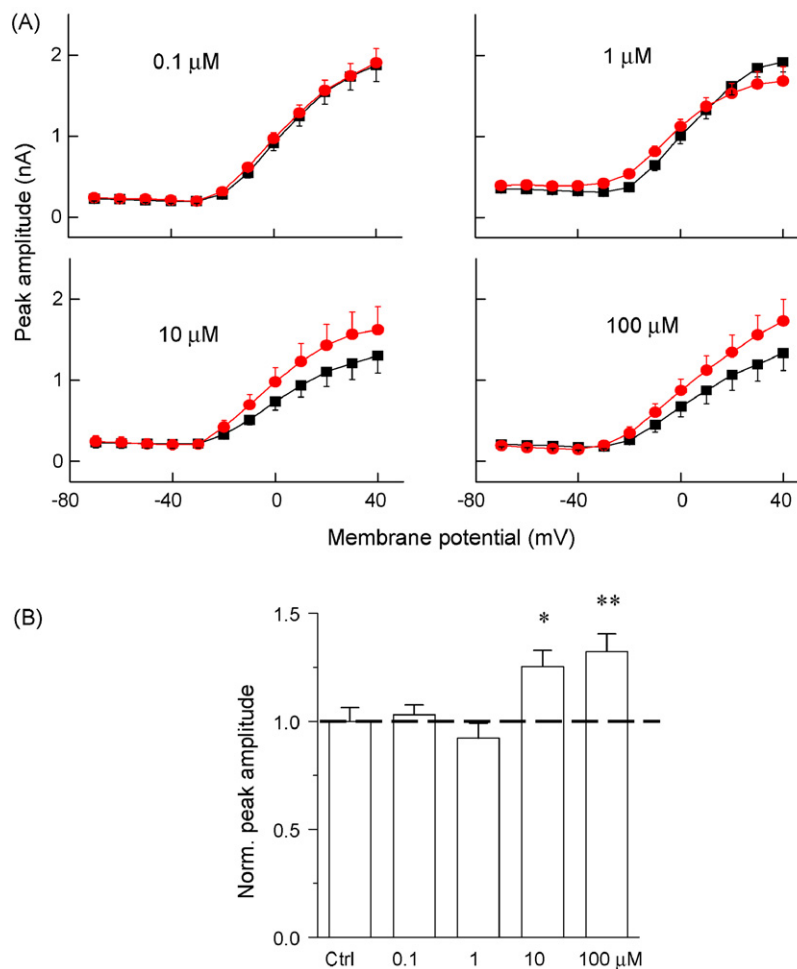 (A)
0.1 μM
1 μM
2
1
0
10 μM
100 μM
2
1
0
Peak amplitude (nA)
-80 -40 0 40 -80 -40 0 40
Membrane potential (mV)
(B)
* **
1.5
1.0
0.5
0.0
Norm. peak amplitude
Ctrl 0.1 1 10 100 μM